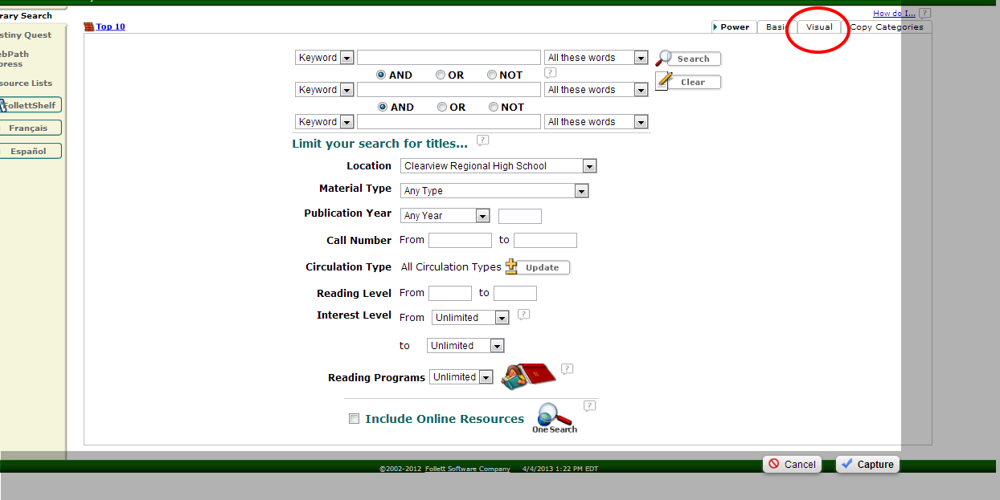 rary Search
How do I... ?
Top 10
Power Basi Visual Copy Categories
stiny Quest
ebPath
press
source Lists
FollettShelf
Français
Español
Keyword All these words Search
AND OR NOT ?
Keyword All these words Clear
AND OR NOT
Keyword All these words
Limit your search for titles... ?
Location Clearview Regional High School
Material Type Any Type
Publication Year Any Year
Call Number From to
Circulation Type All Circulation Types Update
Reading Level From to
Interest Level From Unlimited ?
to Unlimited
Reading Programs Unlimited ?
Include Online Resources One Search ?
©2002-2012 Follett Software Company 4/4/2013 1:22 PM EDT
Cancel Capture